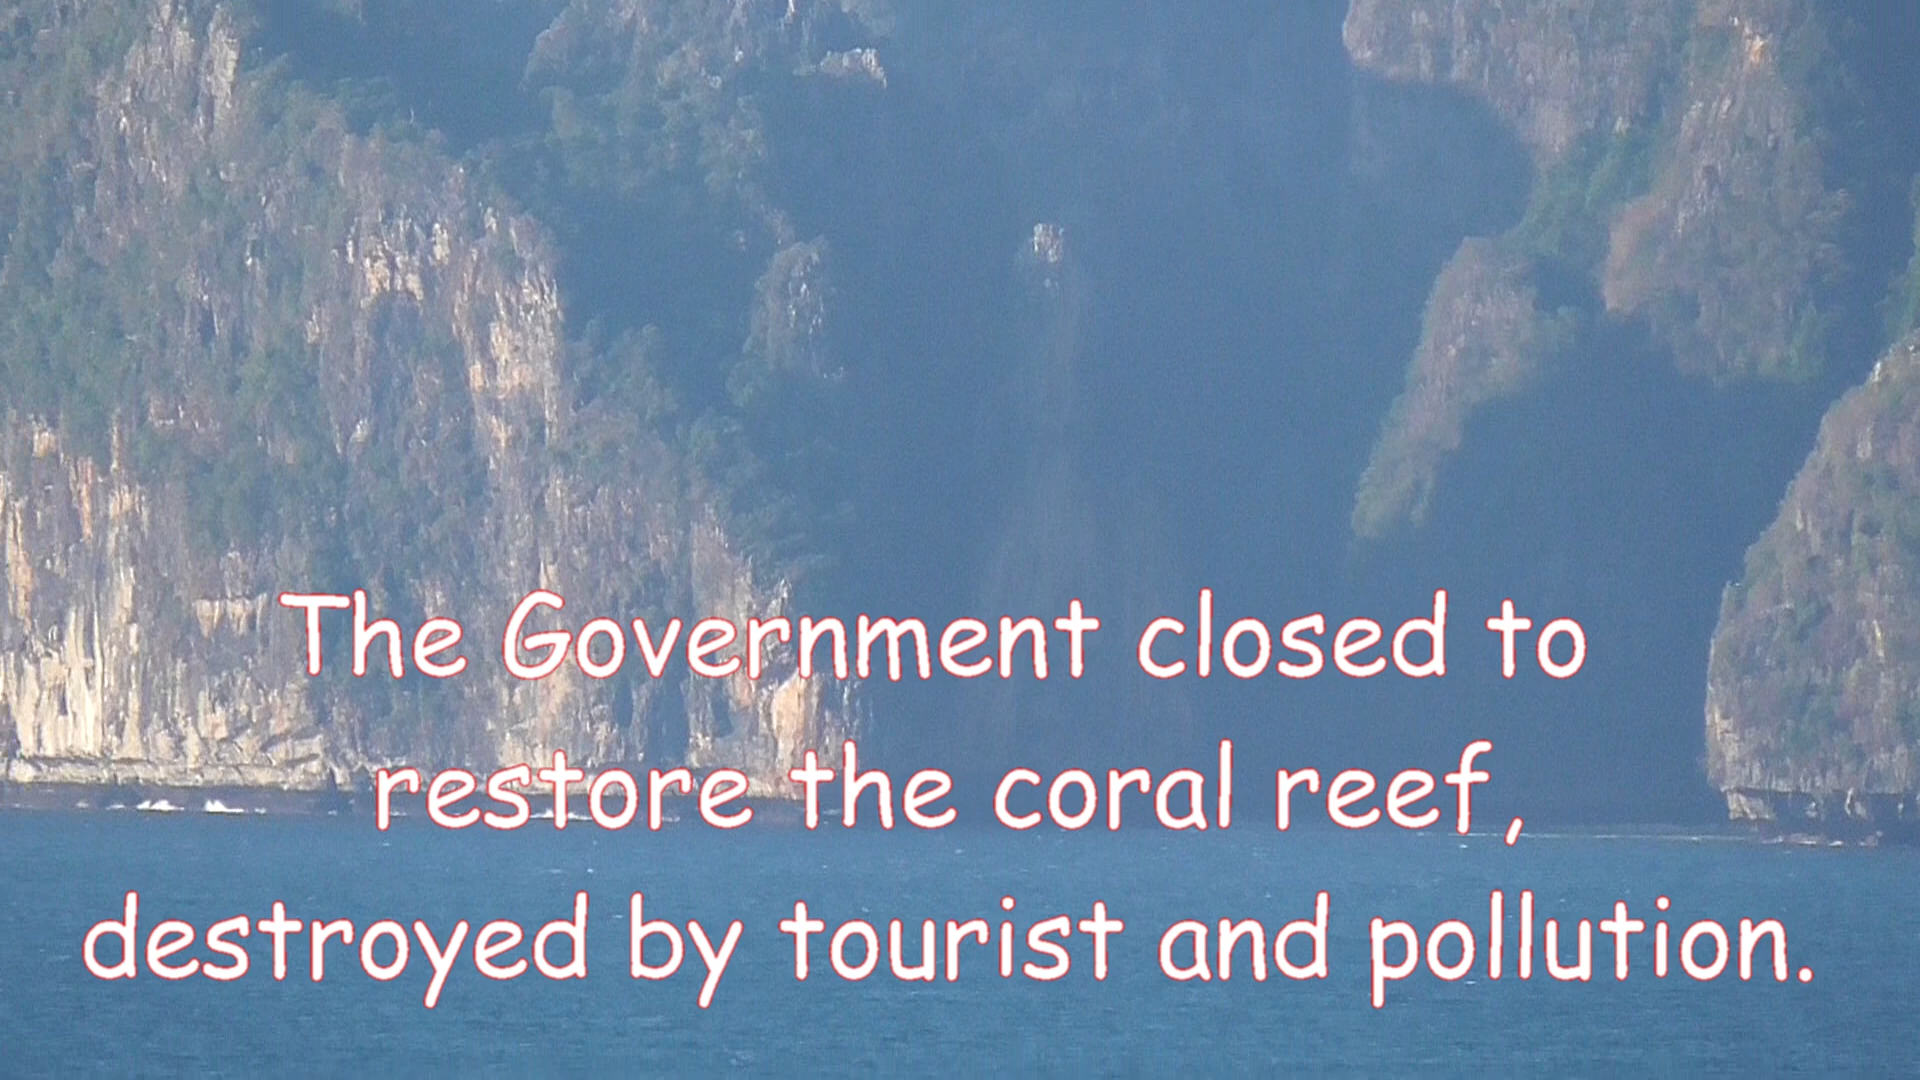 The Government closed to
restore the coral reef,
destroyed by tourist and pollution.